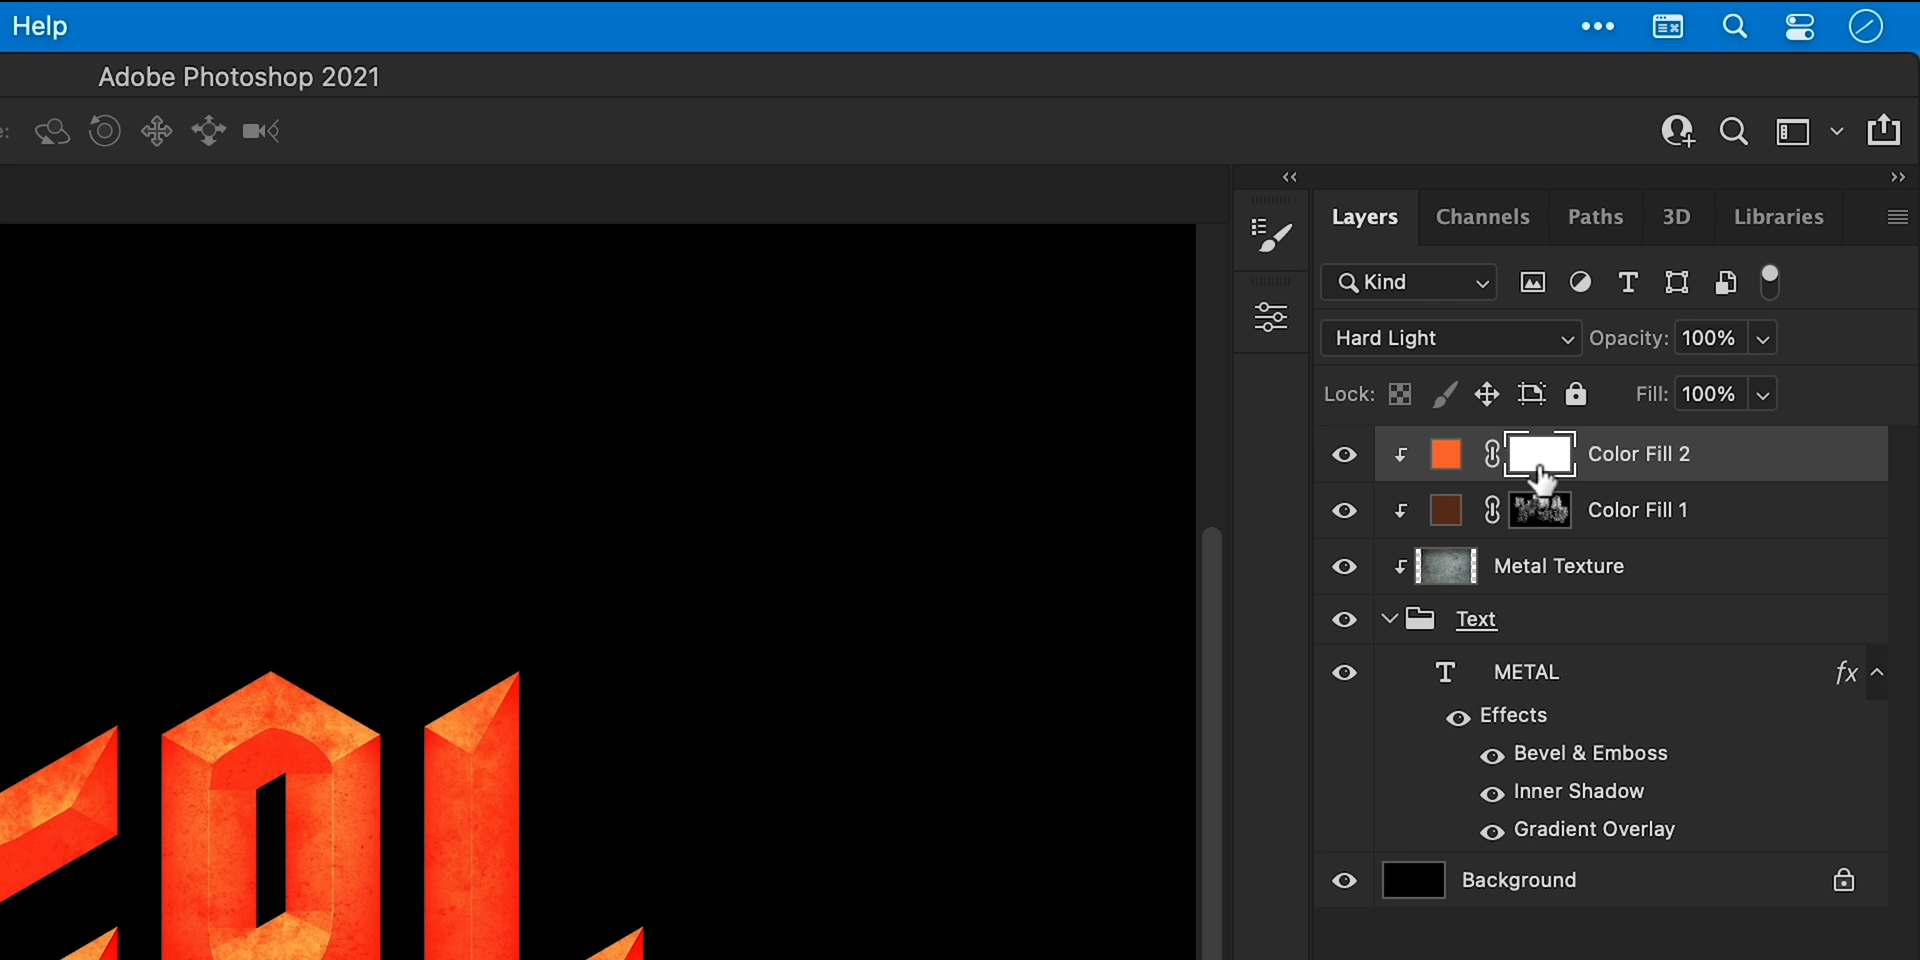 Help
Adobe Photoshop 2021
Layers Channels Paths 3D Libraries
Kind
Hard Light Opacity: 100%
Lock: Fill: 100%
Color Fill 2
Color Fill 1
Metal Texture
Text
T METAL fx
Effects
Bevel & Emboss
Inner Shadow
Gradient Overlay
Background